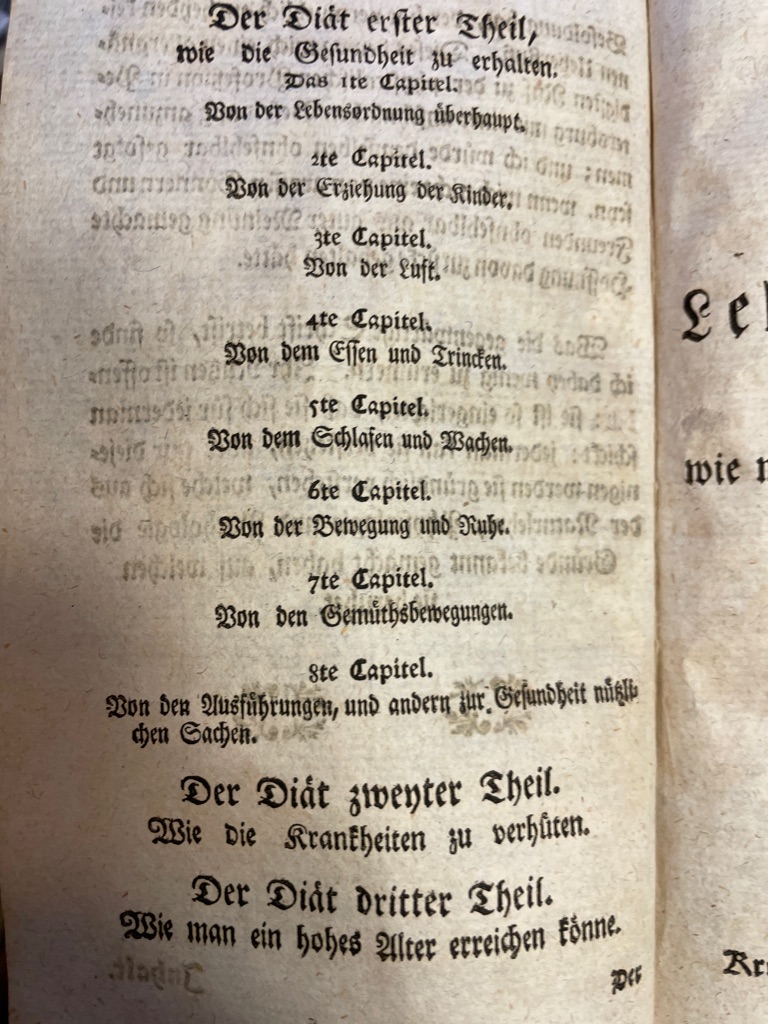 Der Diät erster Theil,
wie die Gesundheit zu erhalten.
Das 1te Capitel.
Von der Lebensordnung überhaupt.
2te Capitel.
Von der Erziehung der Kinder.
3te Capitel.
Von der Luft.
4te Capitel.
Von dem Essen und Trincken.
5te Capitel.
Von dem Schlafen und Wachen.
6te Capitel.
Von der Bewegung und Ruhe.
7te Capitel.
Von den Gemüthsbewegungen.
8te Capitel.
Von den Ausführungen, und andern zur Gesundheit nützli-
chen Sachen.
Der Diät zweyter Theil.
Wie die Krankheiten zu verhüten.
Der Diät dritter Theil.
Wie man ein hohes Alter erreichen könne.
Der
wie